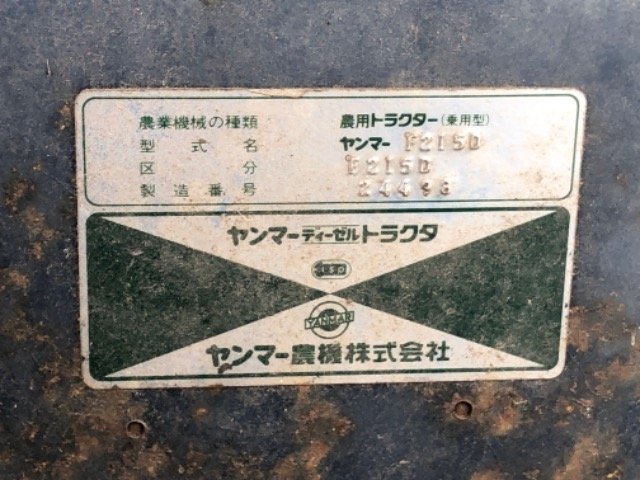 農業機械の種類 農用トラクター(乗用型)
型式名 ヤンマー F215D
区分 F215D
製造番号
ヤンマーディーゼルトラクタ
YANMAR
ヤンマー農機株式会社